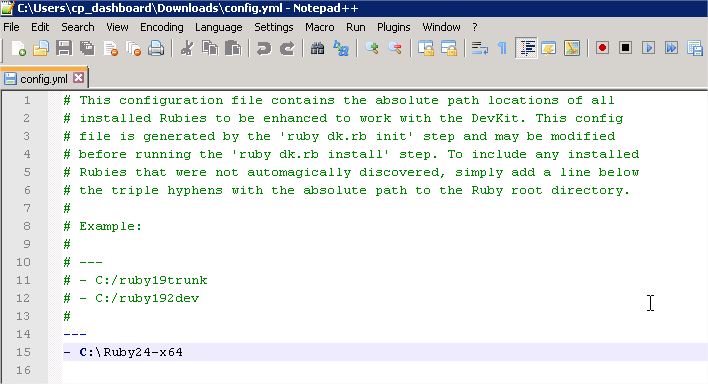 C:\Users\cp_dashboard\Downloads\config.yml - Notepad++
File Edit Search View Encoding Language Settings Macro Run Plugins Window ?
config.yml
1 # This configuration file contains the absolute path locations of all
2 # installed Rubies to be enhanced to work with the DevKit. This config
3 # file is generated by the 'ruby dk.rb init' step and may be modified
4 # before running the 'ruby dk.rb install' step. To include any installed
5 # Rubies that were not automagically discovered, simply add a line below
6 # the triple hyphens with the absolute path to the Ruby root directory.
7 #
8 # Example:
9 #
10 # ---
11 # - C:/ruby19trunk
12 # - C:/ruby192dev
13 #
14 ---
15 - C:\Ruby24-x64
16